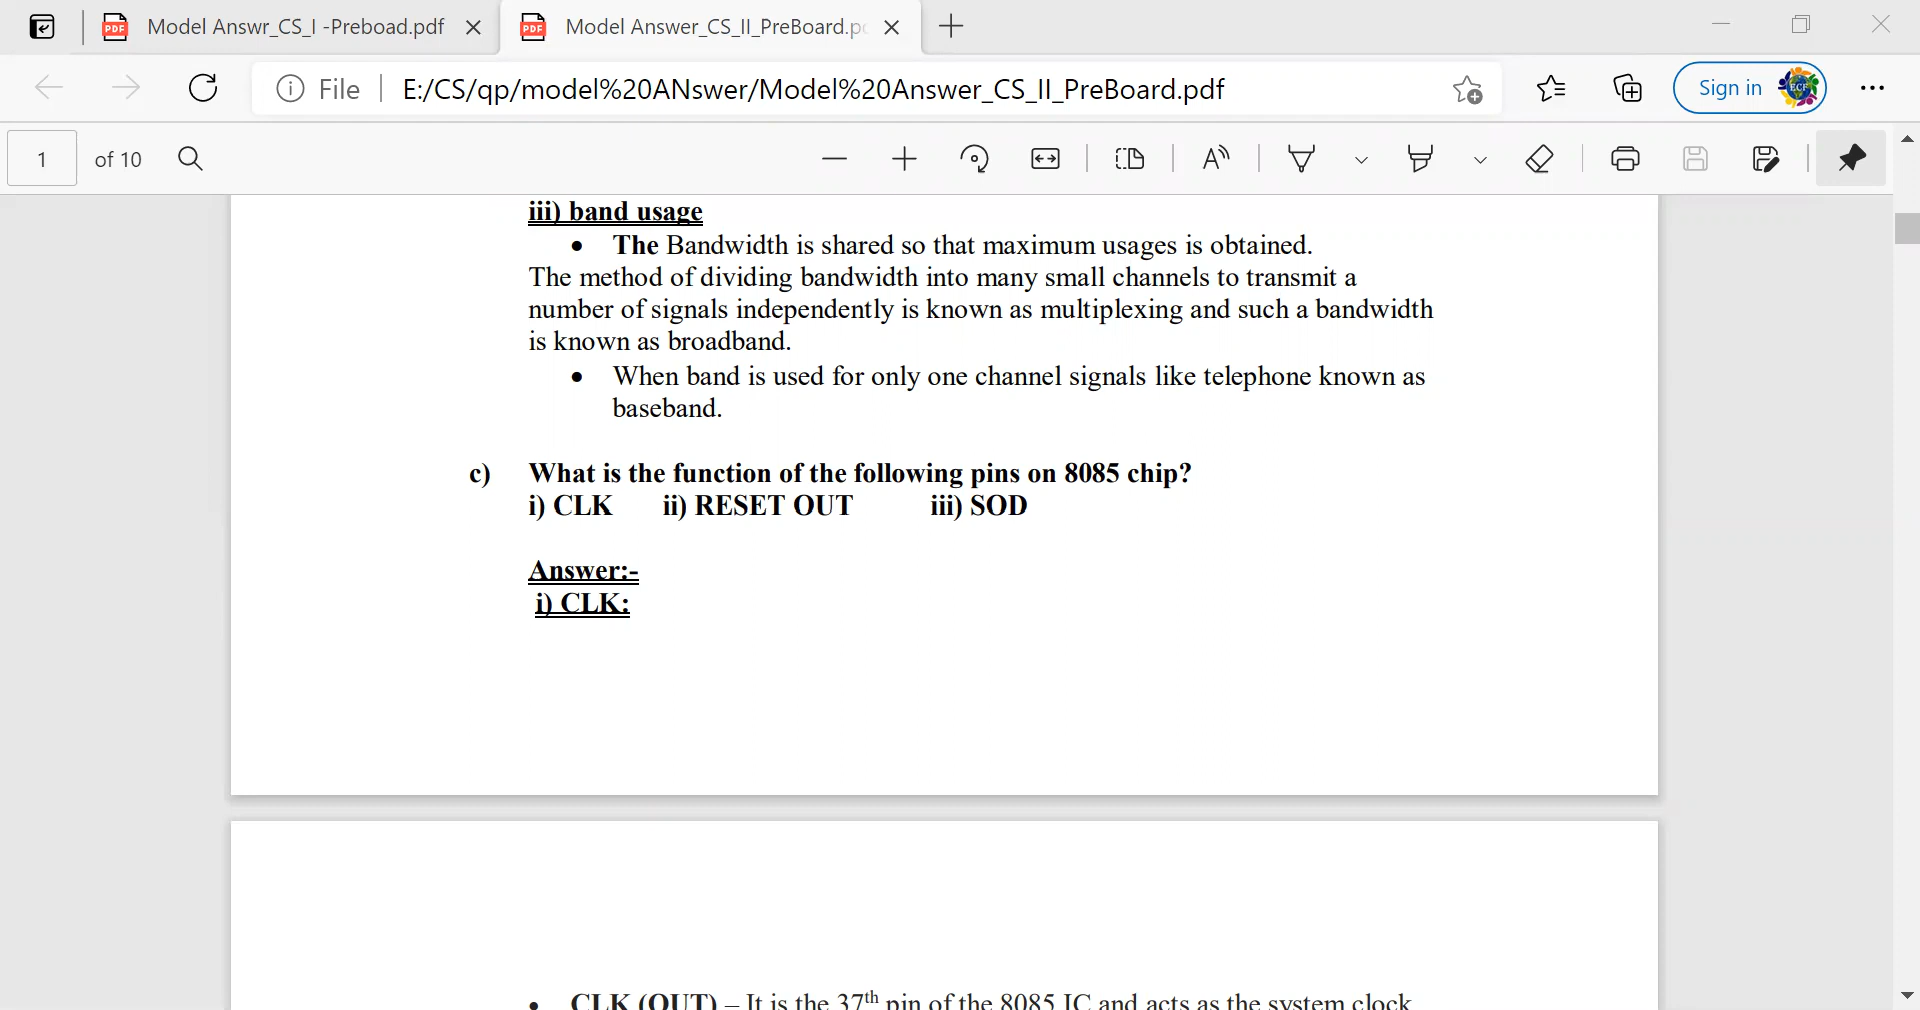 Model Answr_CS_I -Preboad.pdf
Model Answer_CS_II_PreBoard.p
File
E:/CS/qp/model%20ANswer/Model%20Answer_CS_II_PreBoard.pdf
Sign in
1 of 10
iii) band usage
• The Bandwidth is shared so that maximum usages is obtained.
The method of dividing bandwidth into many small channels to transmit a
number of signals independently is known as multiplexing and such a bandwidth
is known as broadband.
• When band is used for only one channel signals like telephone known as
baseband.
c) What is the function of the following pins on 8085 chip?
i) CLK ii) RESET OUT iii) SOD
Answer:-
i) CLK:
• CLK (OUT) – It is the 37th pin of the 8085 IC and acts as the system clock